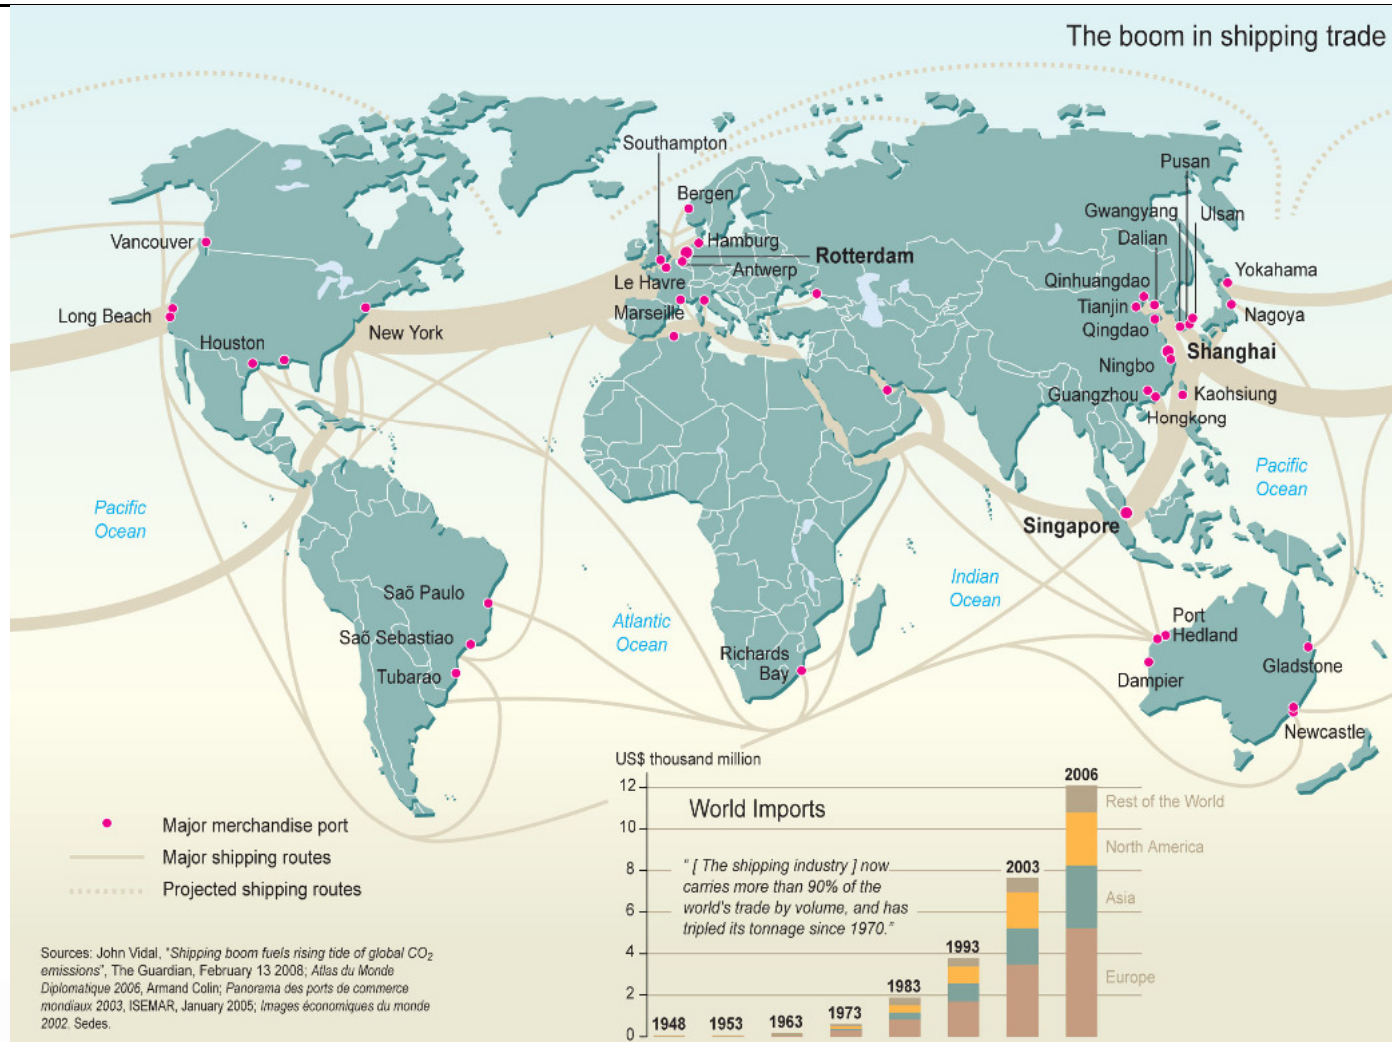 The boom in shipping trade
Southampton
Pusan
Bergen
Gwangyang
Ulsan
Vancouver
Hamburg
Dalian
Rotterdam
Antwerp
Qinhuangdao
Yokahama
Le Havre
Long Beach
New York
Marseille
Tianjin
Nagoya
Qingdao
Houston
Shanghai
Ningbo
Guangzhou
Kaohsiung
Hongkong
Pacific
Ocean
Pacific
Ocean
Singapore
Indian
Ocean
Saõ Paulo
Atlantic
Ocean
Port
Hedland
Saõ Sebastiao
Richards
Bay
Gladstone
Tubarao
Dampier
Newcastle
US$ thousand million
World Imports
12
10
8
6
4
2
0
1948
1953
1963
1973
1983
1993
2003
2006
Rest of the World
North America
Asia
Europe
" [ The shipping industry ] now
carries more than 90% of the
world's trade by volume, and has
tripled its tonnage since 1970."
Major merchandise port
Major shipping routes
Projected shipping routes
Sources: John Vidal, "Shipping boom fuels rising tide of global CO2
emissions", The Guardian, February 13 2008; Atlas du Monde
Diplomatique 2006, Armand Colin; Panorama des ports de commerce
mondiaux 2003, ISEMAR, January 2005; Images économiques du monde
2002. Sedes.